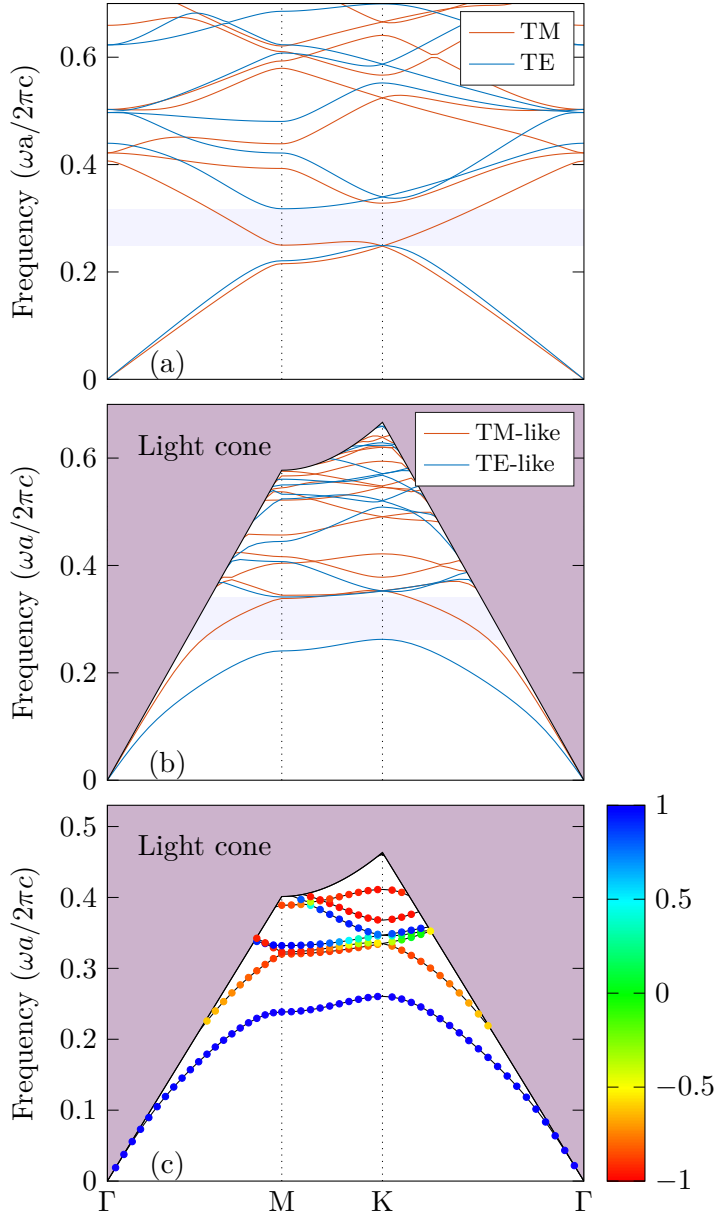 0.6
0.4
0.2
0
Frequency (ωa/2πc)
TM
TE
(a)
0.6
0.4
0.2
0
Frequency (ωa/2πc)
Light cone
TM-like
TE-like
(b)
0.5
0.4
0.3
0.2
0.1
0
Frequency (ωa/2πc)
Light cone
(c)
Γ M K Γ
1
0.5
0
−0.5
−1